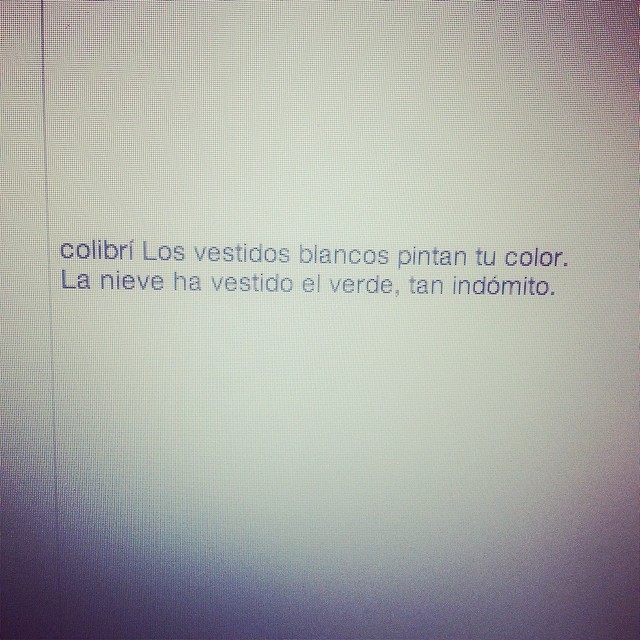 colibrí Los vestidos blancos pintan tu color.
La nieve ha vestido el verde, tan indómito.